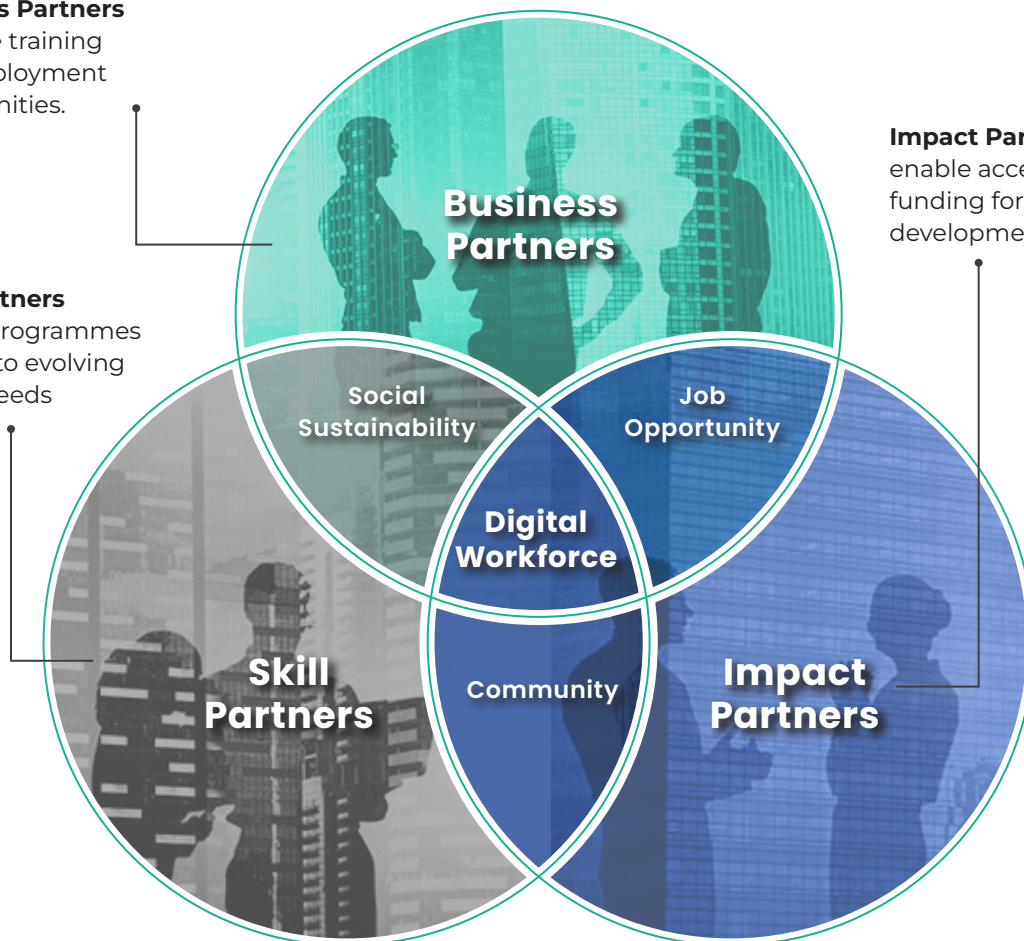 s Partners
training
ployment
nities.
Impact Par
enable acce
funding for
developme
Business
Partners
tners
rogrammes
to evolving
eeds
Social
Sustainability
Job
Opportunity
Digital
Workforce
Skill
Partners
Community
Impact
Partners